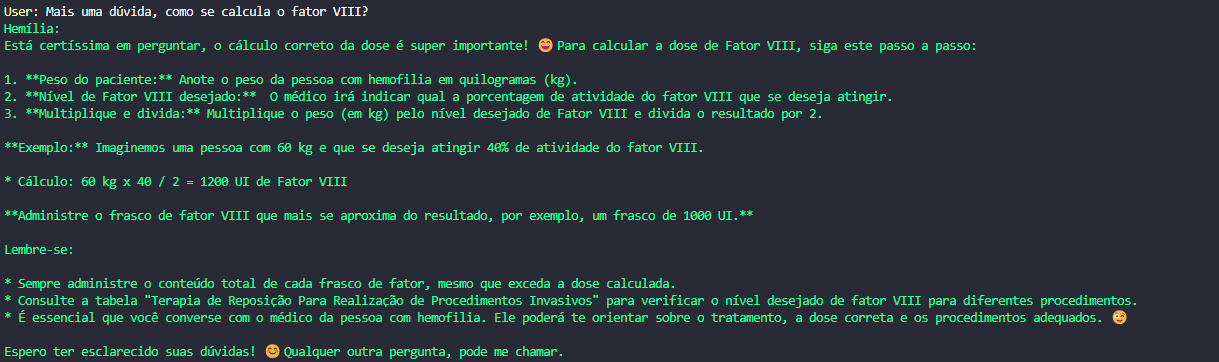 User: Mais uma dúvida, como se calcula o fator VIII?
Hemília:
Está certíssima em perguntar, o cálculo correto da dose é super importante! 😄 Para calcular a dose de Fator VIII, siga este passo a passo:
1. **Peso do paciente:** Anote o peso da pessoa com hemofilia em quilogramas (kg).
2. **Nível de Fator VIII desejado:**  O médico irá indicar qual a porcentagem de atividade do fator VIII que se deseja atingir.
3. **Multiplique e divida:** Multiplique o peso (em kg) pelo nível desejado de Fator VIII e divida o resultado por 2.
**Exemplo:** Imaginemos uma pessoa com 60 kg e que se deseja atingir 40% de atividade do fator VIII.
* Cálculo: 60 kg x 40 / 2 = 1200 UI de Fator VIII
**Administre o frasco de fator VIII que mais se aproxima do resultado, por exemplo, um frasco de 1000 UI.**
Lembre-se:
* Sempre administre o conteúdo total de cada frasco de fator, mesmo que exceda a dose calculada.
* Consulte a tabela "Terapia de Reposição Para Realização de Procedimentos Invasivos" para verificar o nível desejado de fator VIII para diferentes procedimentos.
* É essencial que você converse com o médico da pessoa com hemofilia. Ele poderá te orientar sobre o tratamento, a dose correta e os procedimentos adequados. 😉
Espero ter esclarecido suas dúvidas! 😊 Qualquer outra pergunta, pode me chamar.